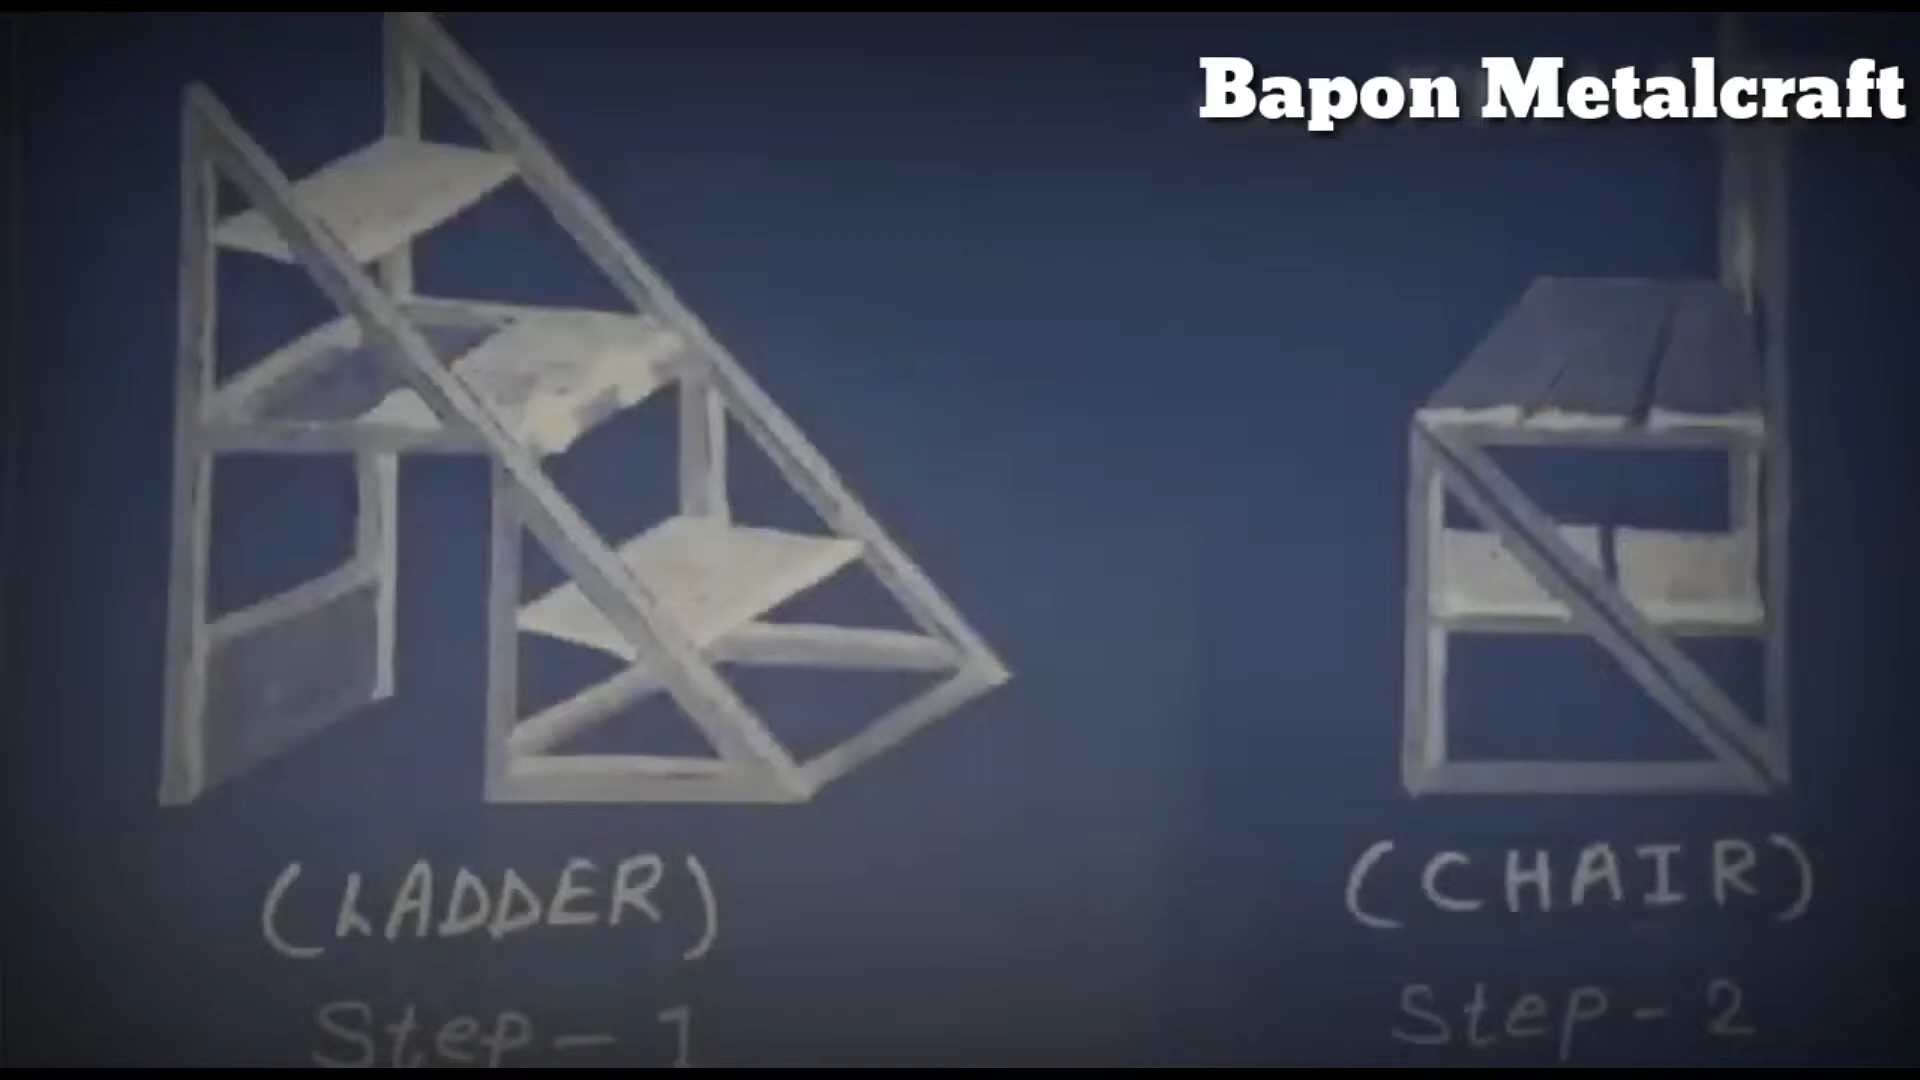 Bapon Metalcraft
(LADDER)
Step-1
(CHAIR)
Step-2